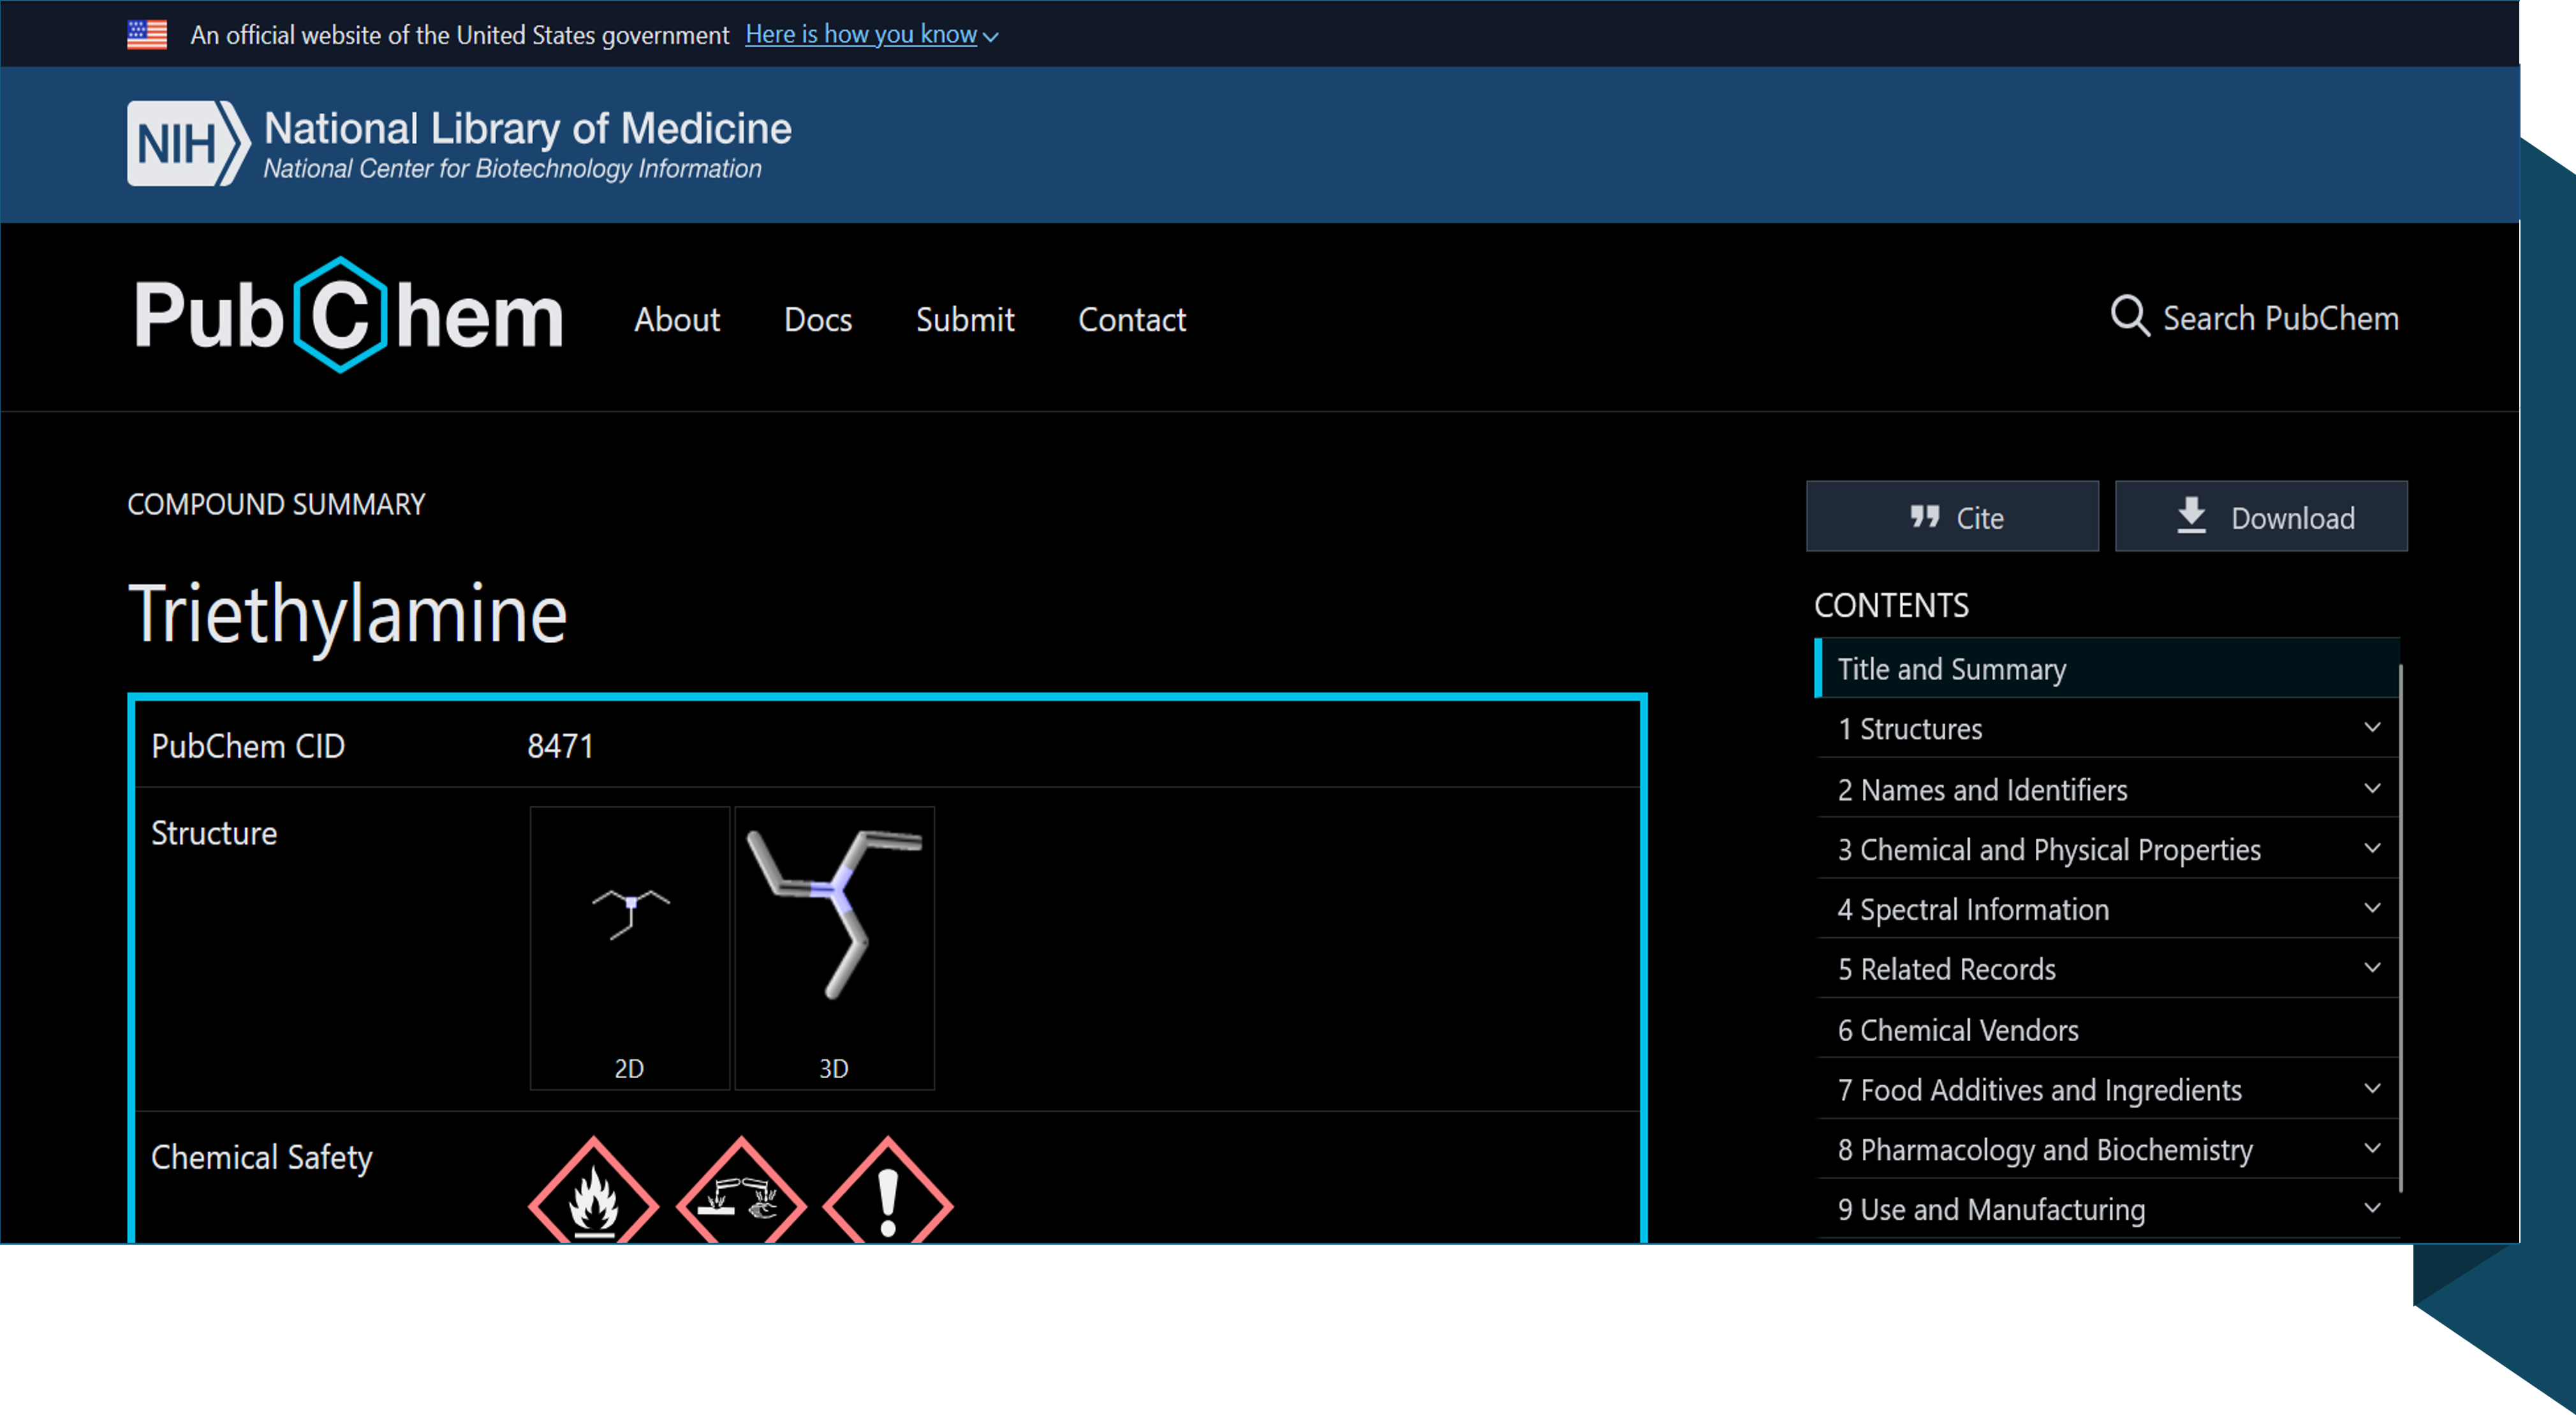 An official website of the United States government Here is how you know
NIH National Library of Medicine
National Center for Biotechnology Information
PubChem About Docs Submit Contact Search PubChem
COMPOUND SUMMARY
Cite Download
Triethylamine
PubChem CID 8471
Structure
2D 3D
Chemical Safety
CONTENTS
Title and Summary
1 Structures
2 Names and Identifiers
3 Chemical and Physical Properties
4 Spectral Information
5 Related Records
6 Chemical Vendors
7 Food Additives and Ingredients
8 Pharmacology and Biochemistry
9 Use and Manufacturing